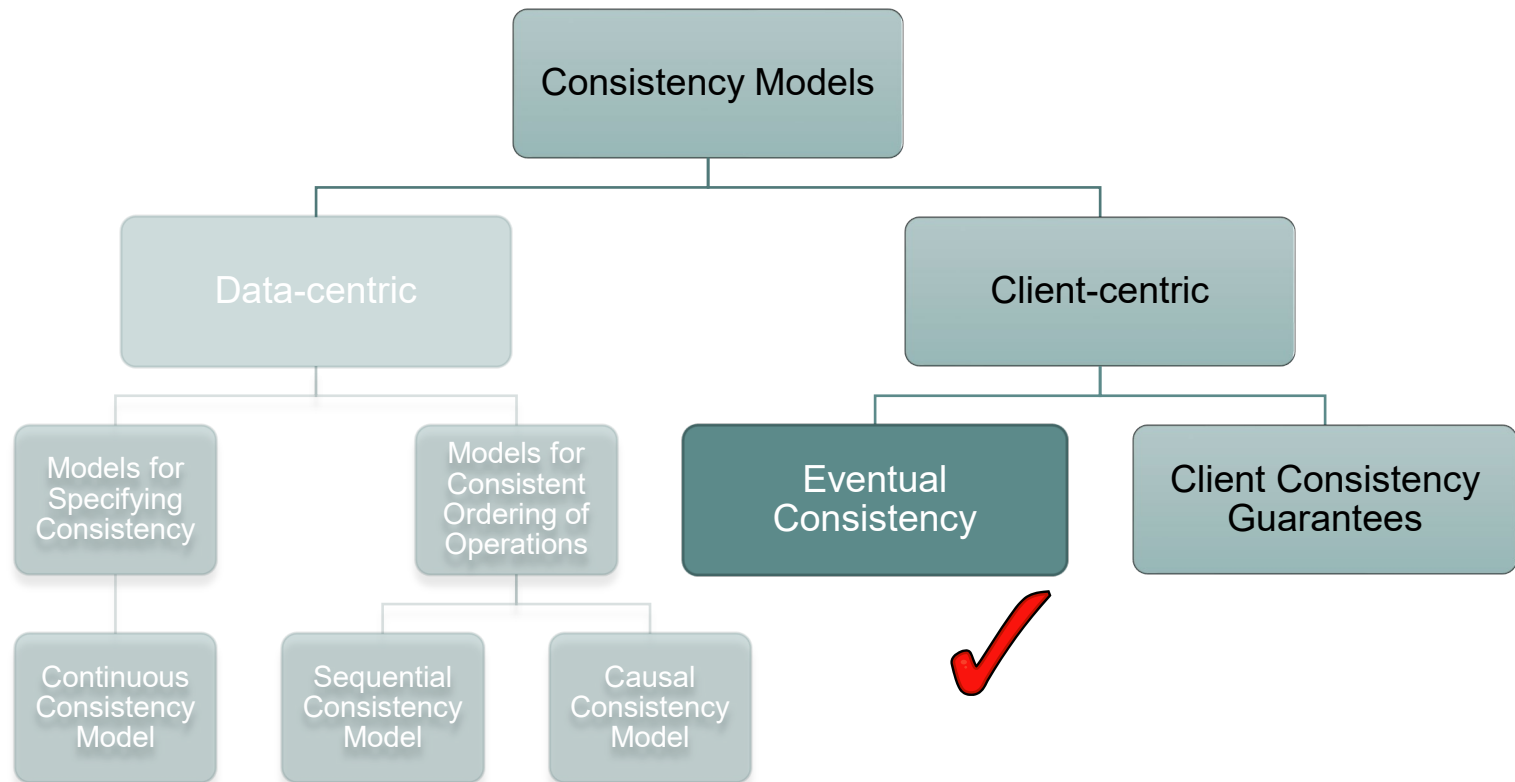 Consistency Models
Data-centric
Client-centric
Models for
Specifying
Consistency
Models for
Consistent
Ordering of
Operations
Eventual
Consistency
Client Consistency
Guarantees
Continuous
Consistency
Model
Sequential
Consistency
Model
Causal
Consistency
Model